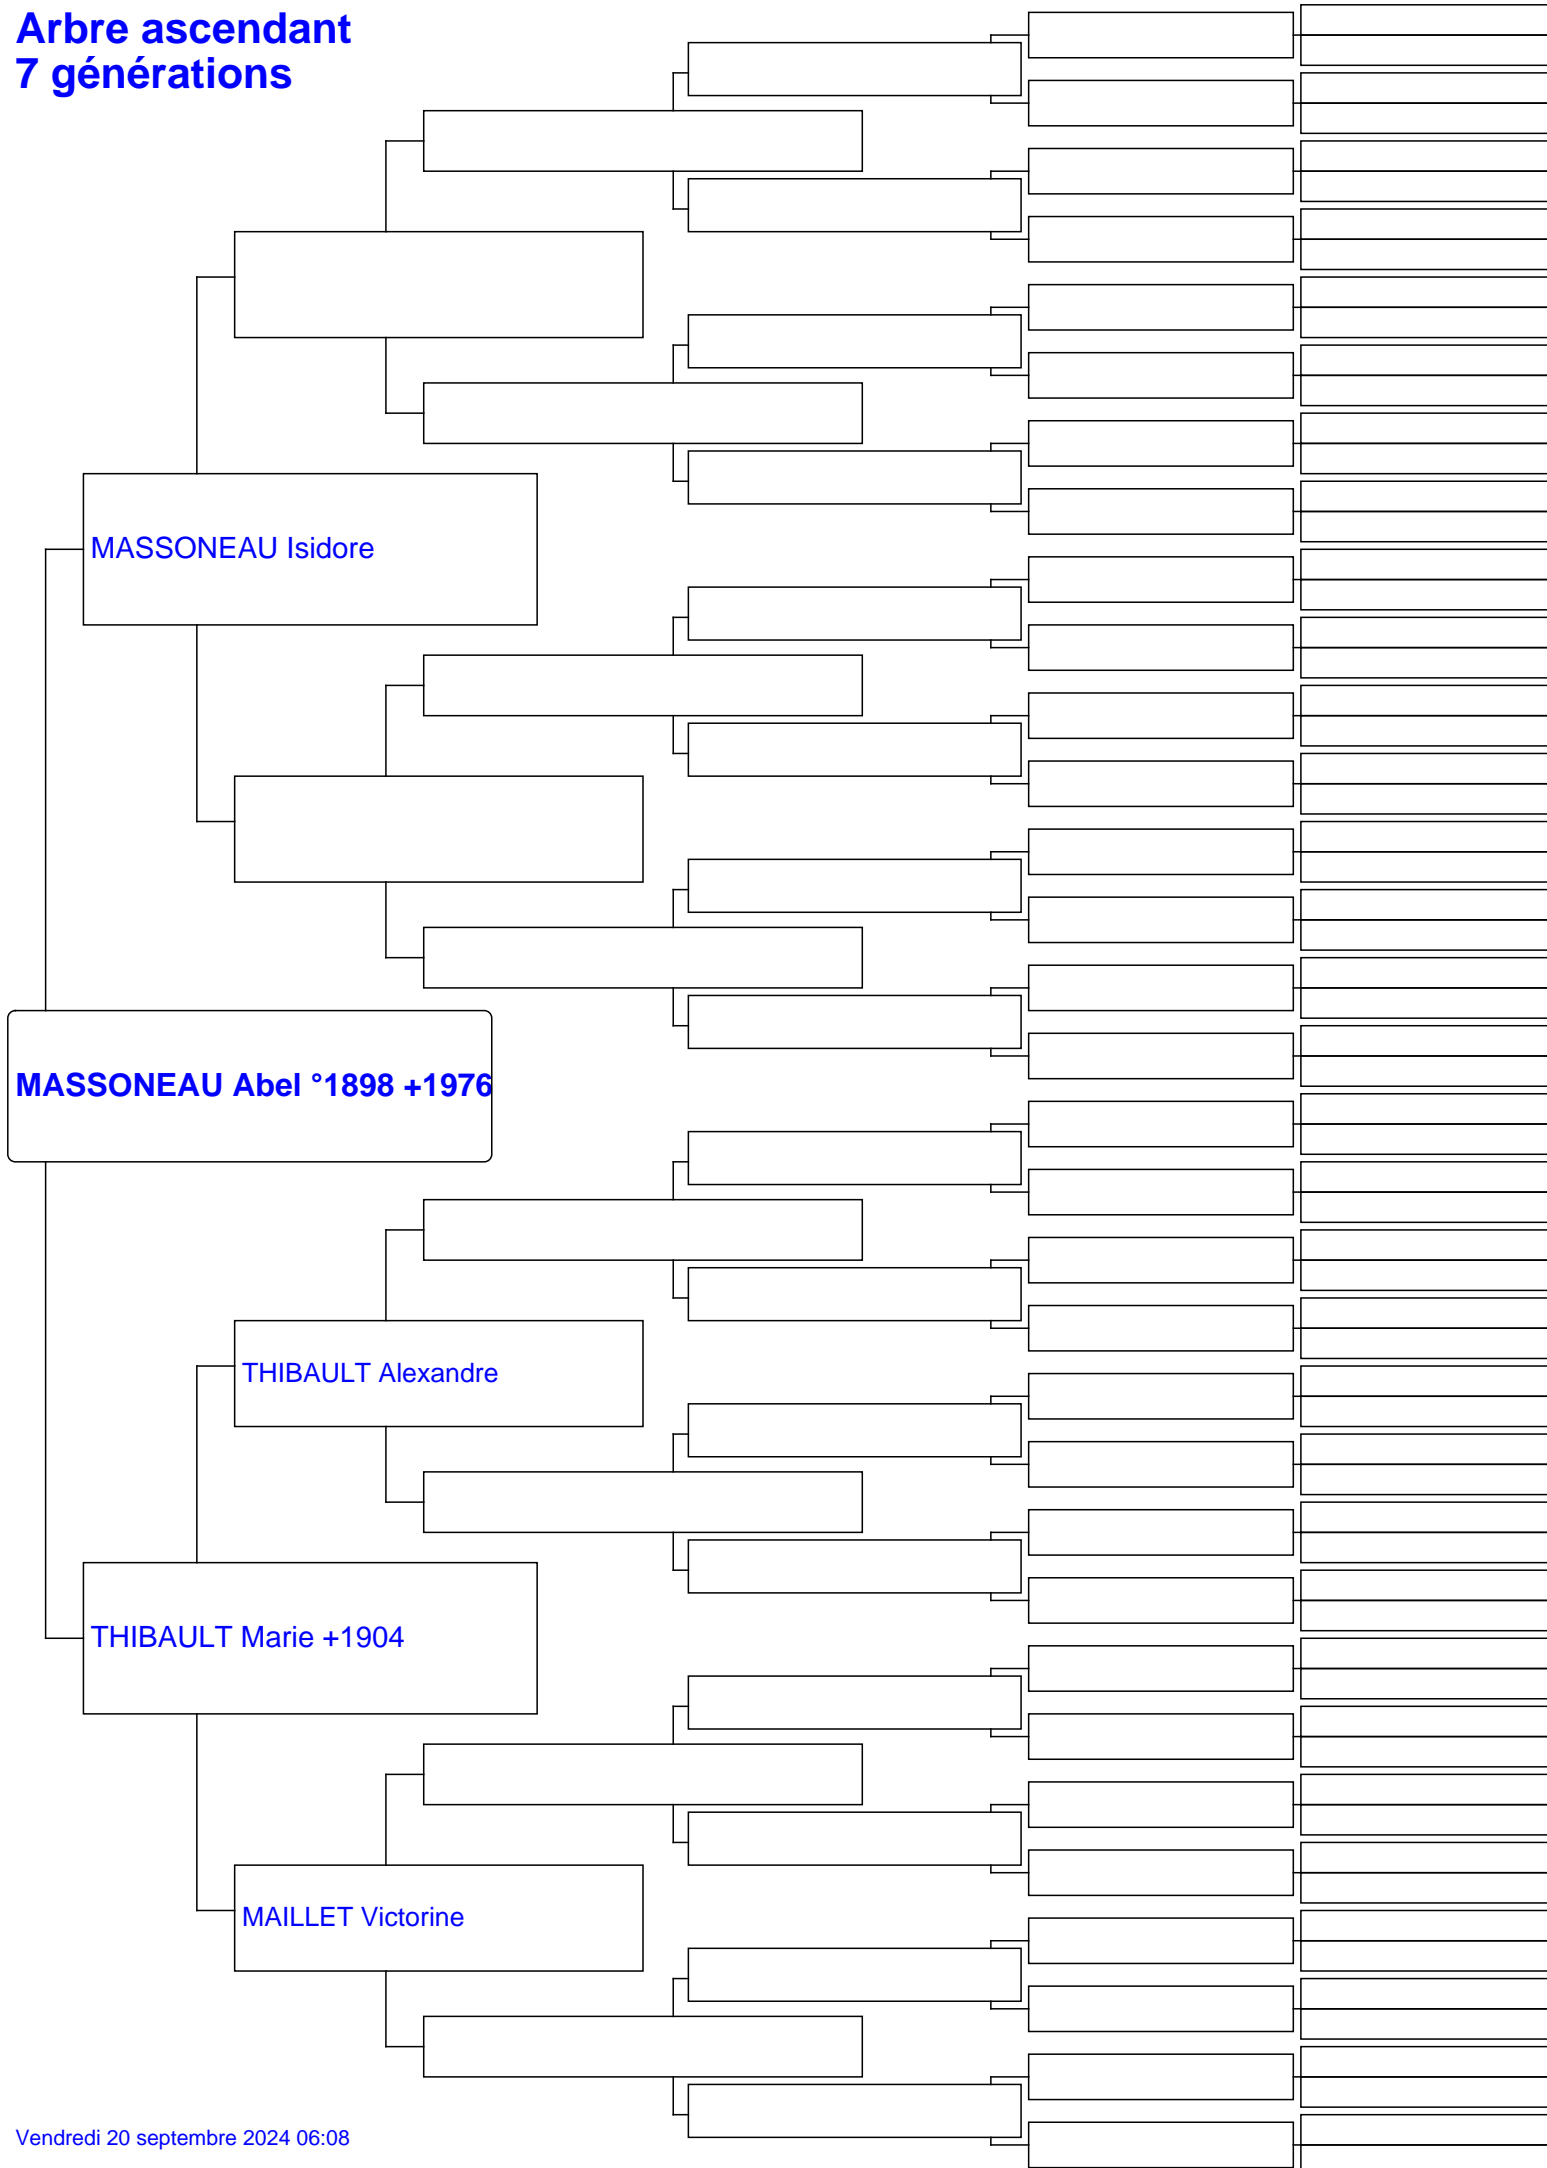 Arbre ascendant
7 générations
MASSONEAU Isidore
MASSONEAU Abel °1898 +1976
THIBAULT Alexandre
THIBAULT Marie +1904
MAILLET Victorine
Vendredi 20 septembre 2024 06:08